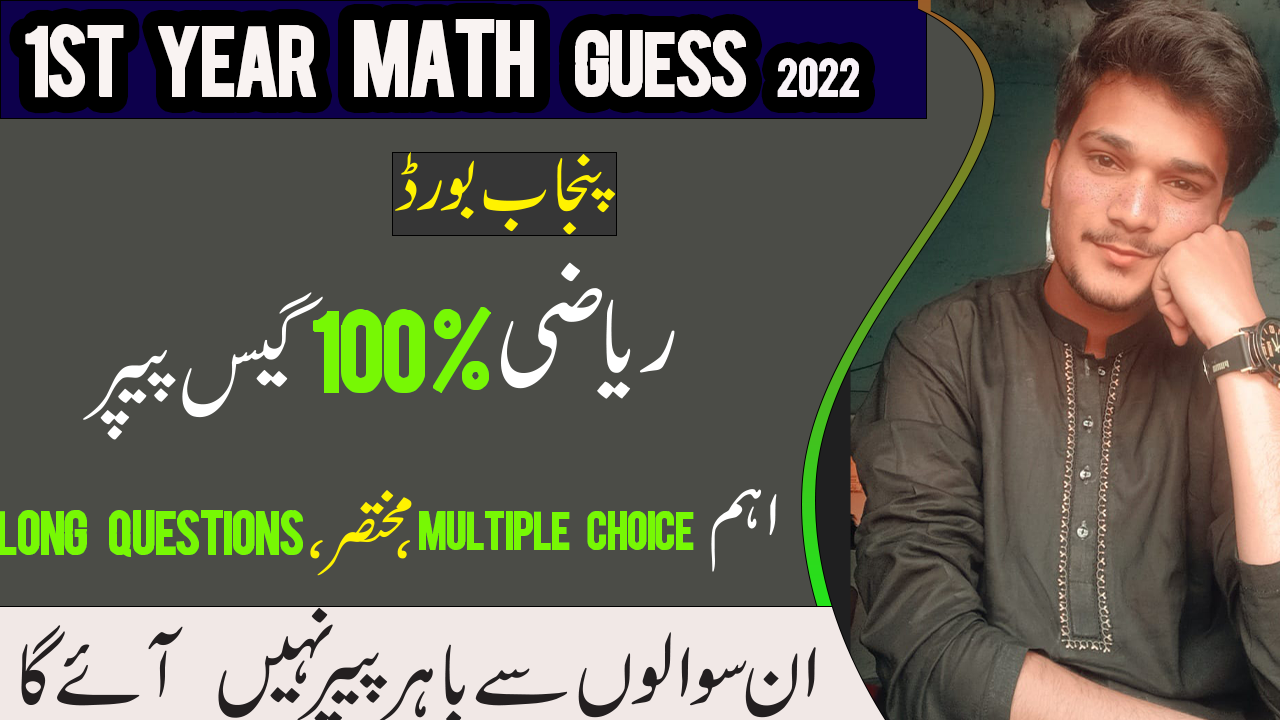 1ST YEAR MATH GUESS 2022
پنجاب بورڈ
ریاضی 100% گیس پیپر
اہم MULTIPLE CHOICE ،مختصر، LONG QUESTIONS
ان سوالوں سے باہر پیپر نہیں آئے گا